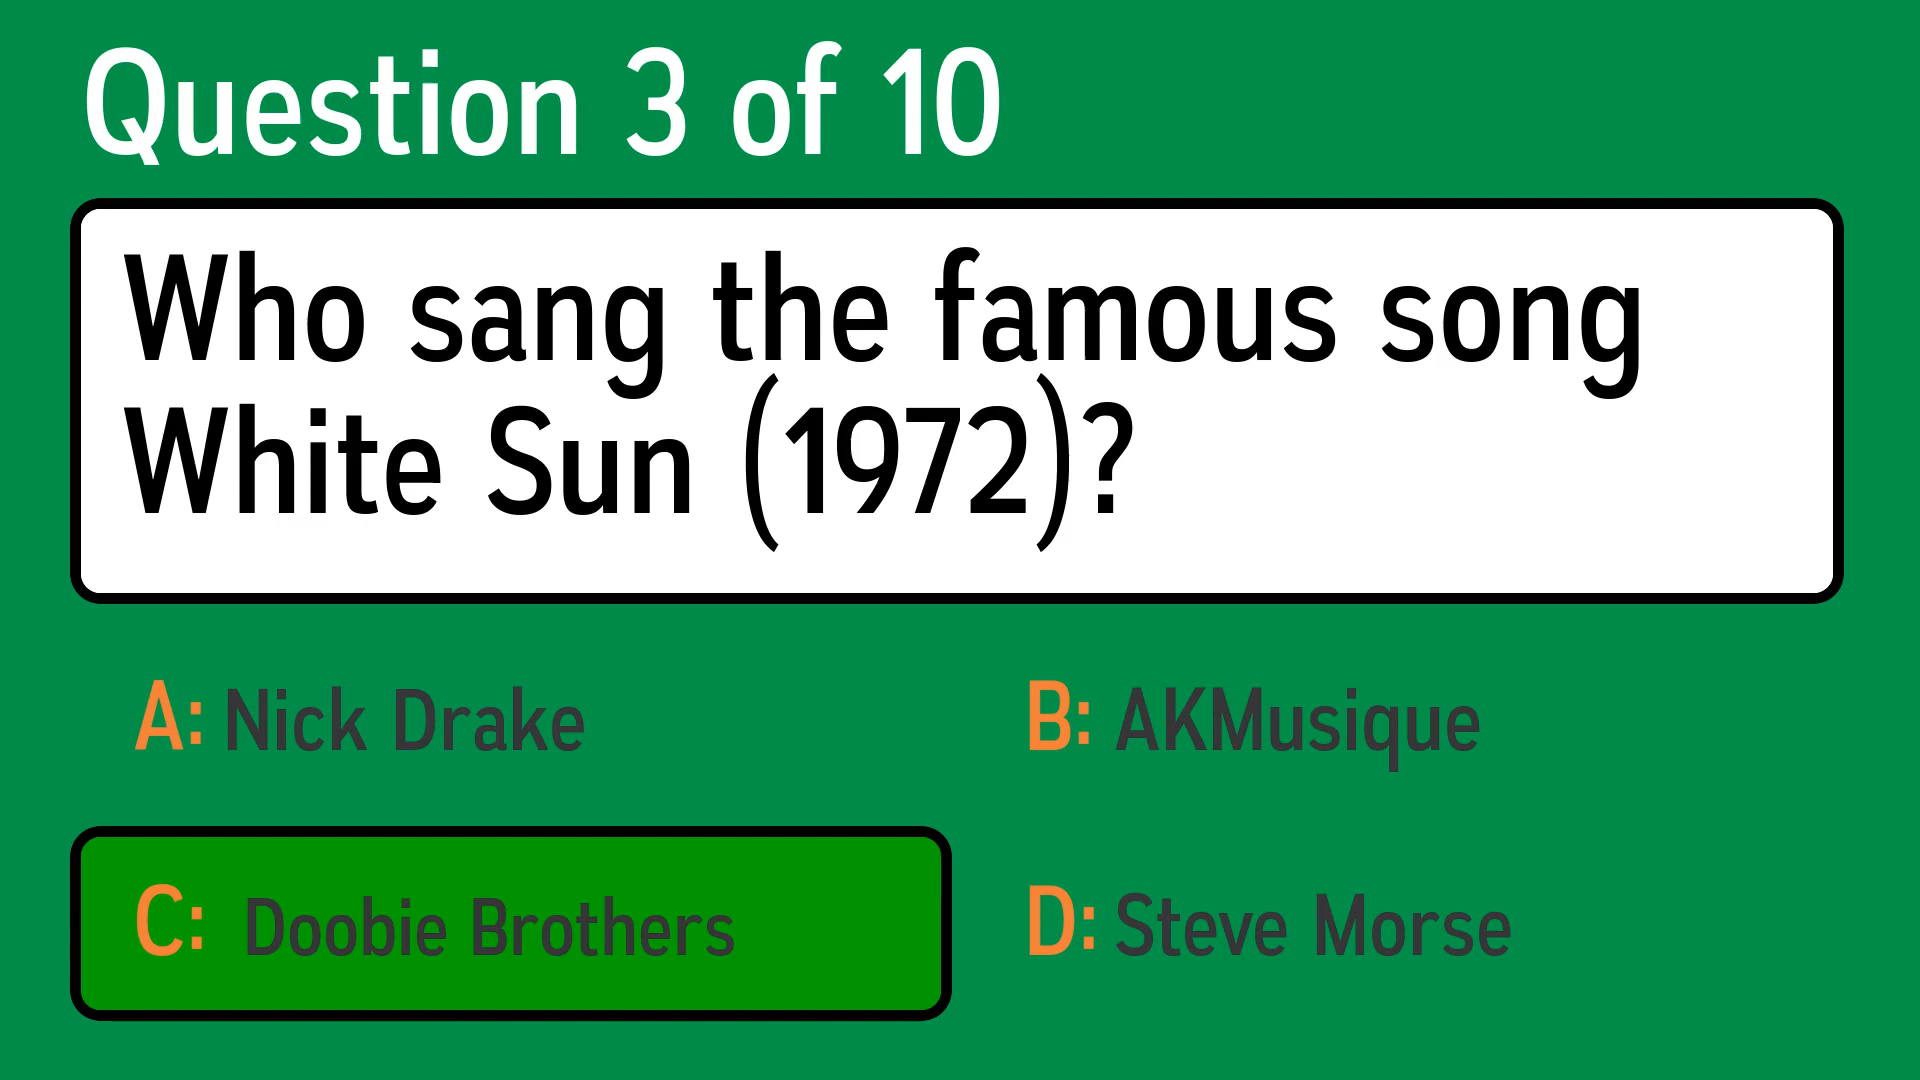 Question 3 of 10
Who sang the famous song
White Sun (1972)?
A: Nick Drake
B: AKMusique
C: Doobie Brothers
D: Steve Morse